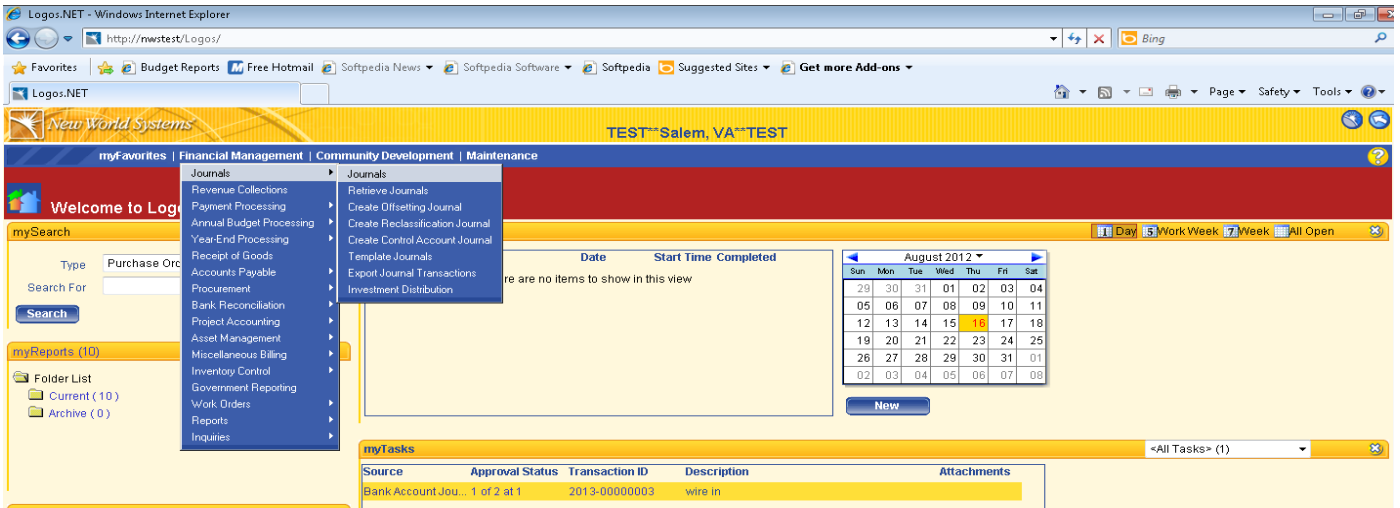 Logos.NET - Windows Internet Explorer
http://nwstest/Logos/
Bing
Favorites Budget Reports Free Hotmail Softpedia News Softpedia Software Softpedia Suggested Sites Get more Add-ons
Logos.NET
Page Safety Tools
New World Systems
TEST**Salem, VA**TEST
myFavorites | Financial Management | Community Development | Maintenance
Journals
Revenue Collections
Payment Processing
Annual Budget Processing
Year-End Processing
Receipt of Goods
Accounts Payable
Procurement
Bank Reconciliation
Project Accounting
Asset Management
Miscellaneous Billing
Inventory Control
Government Reporting
Work Orders
Reports
Inquiries
Journals
Retrieve Journals
Create Offsetting Journal
Create Reclassification Journal
Create Control Account Journal
Template Journals
Export Journal Transactions
Investment Distribution
Welcome to Log
mySearch
Type Purchase Ord
Search For
Search
myReports (10)
Folder List
Current (10)
Archive (0)
1 Day 5 Work Week 7 Week All Open
Date Start Time Completed
re are no items to show in this view
August 2012
Sun Mon Tue Wed Thu Fri Sat
29 30 31 01 02 03 04
05 06 07 08 09 10 11
12 13 14 15 16 17 18
19 20 21 22 23 24 25
26 27 28 29 30 31 01
02 03 04 05 06 07 08
New
myTasks
<All Tasks> (1)
Source Approval Status Transaction ID Description Attachments
Bank Account Jou... 1 of 2 at 1 2013-00000003 wire in